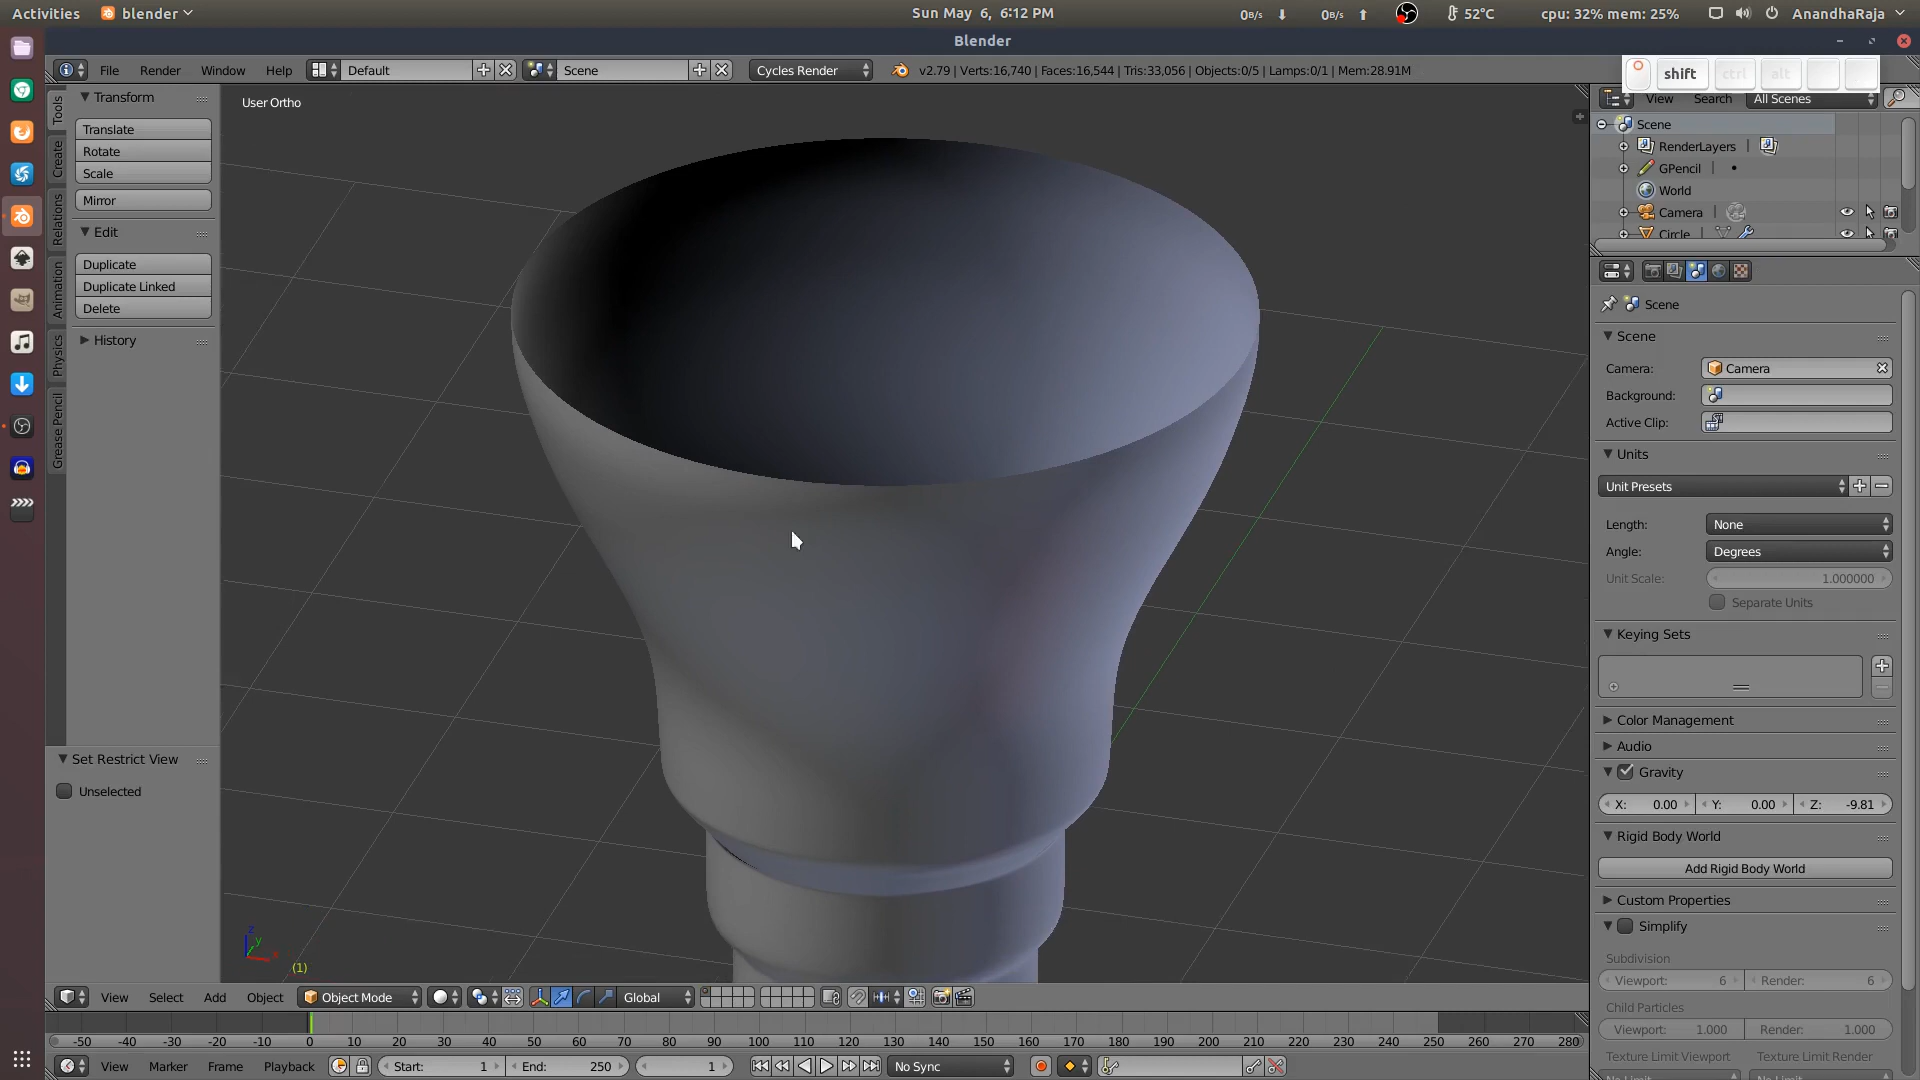 Activities blender Sun May 6, 6:12 PM 0B/s 0B/s 52°C cpu: 32% mem: 25% AnandhaRaja
Blender
File Render Window Help Default Scene Cycles Render v2.79 | Verts:16,740 | Faces:16,544 | Tris:33,056 | Objects:0/5 | Lamps:0/1 | Mem:28.91M
shift ctrl alt
View Search All Scenes
Tools
Create
Relations
Animation
Physics
Grease Pencil
Transform
Translate
Rotate
Scale
Mirror
Edit
Duplicate
Duplicate Linked
Delete
History
Set Restrict View
Unselected
User Ortho
z
y
x
(1)
Scene
RenderLayers
GPencil
World
Camera
Circle
Scene
Scene
Camera: Camera
Background:
Active Clip:
Units
Unit Presets
Length: None
Angle: Degrees
Unit Scale: 1.000000
Separate Units
Keying Sets
Color Management
Audio
Gravity
X: 0.00 Y: 0.00 Z: -9.81
Rigid Body World
Add Rigid Body World
Custom Properties
Simplify
Subdivision
Viewport: 6 Render: 6
Child Particles
Viewport: 1.000 Render: 1.000
Texture Limit Viewport Texture Limit Render
View Select Add Object Object Mode Global
-50 -40 -30 -20 -10 0 10 20 30 40 50 60 70 80 90 100 110 120 130 140 150 160 170 180 190 200 210 220 230 240 250 260 270 280
View Marker Frame Playback Start: 1 End: 250 1 No Sync